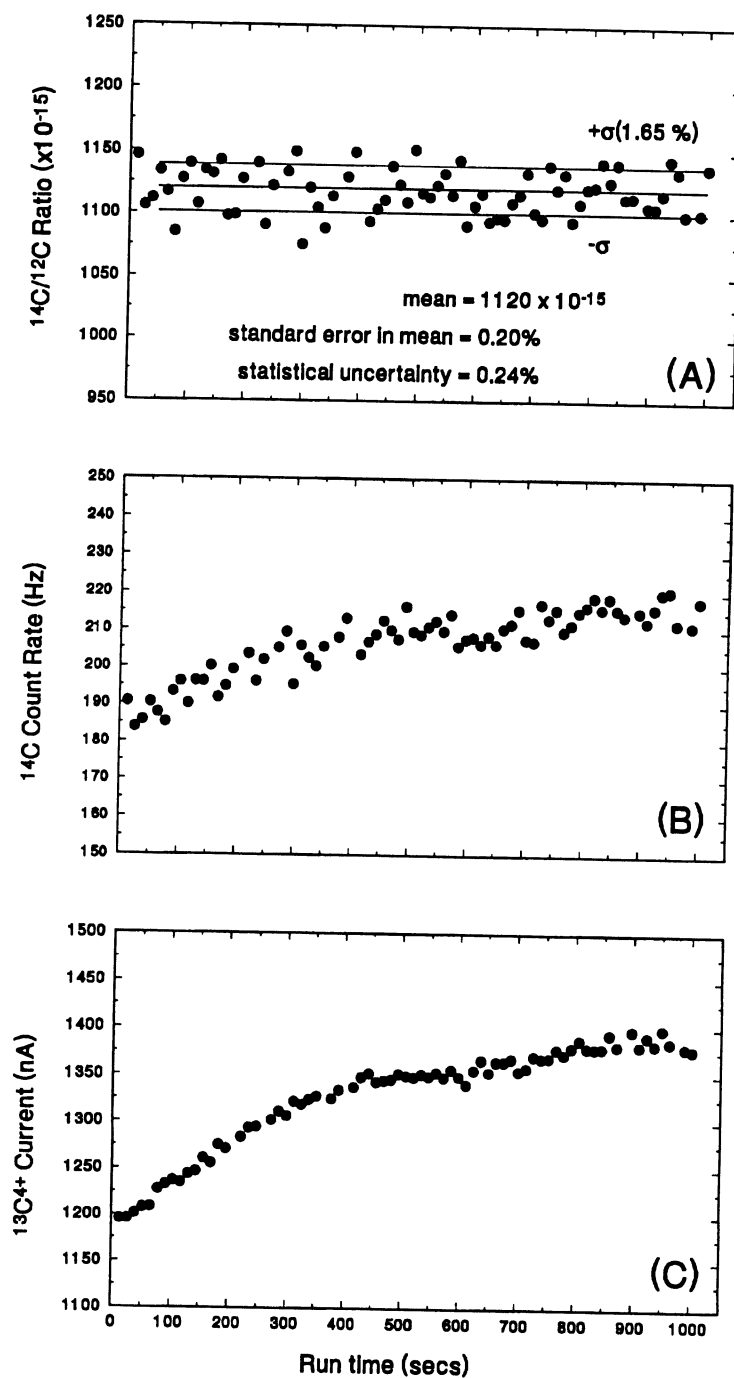 1250
1200
1150
1100
1050
1000
950
14C/12C Ratio (x10-15)
+σ(1.65 %)
-σ
mean = 1120 x 10-15
standard error in mean = 0.20%
statistical uncertainty = 0.24%
(A)
250
240
230
220
210
200
190
180
170
160
150
14C Count Rate (Hz)
(B)
1500
1450
1400
1350
1300
1250
1200
1150
1100
13C4+ Current (nA)
(C)
0 100 200 300 400 500 600 700 800 900 1000
Run time (secs)